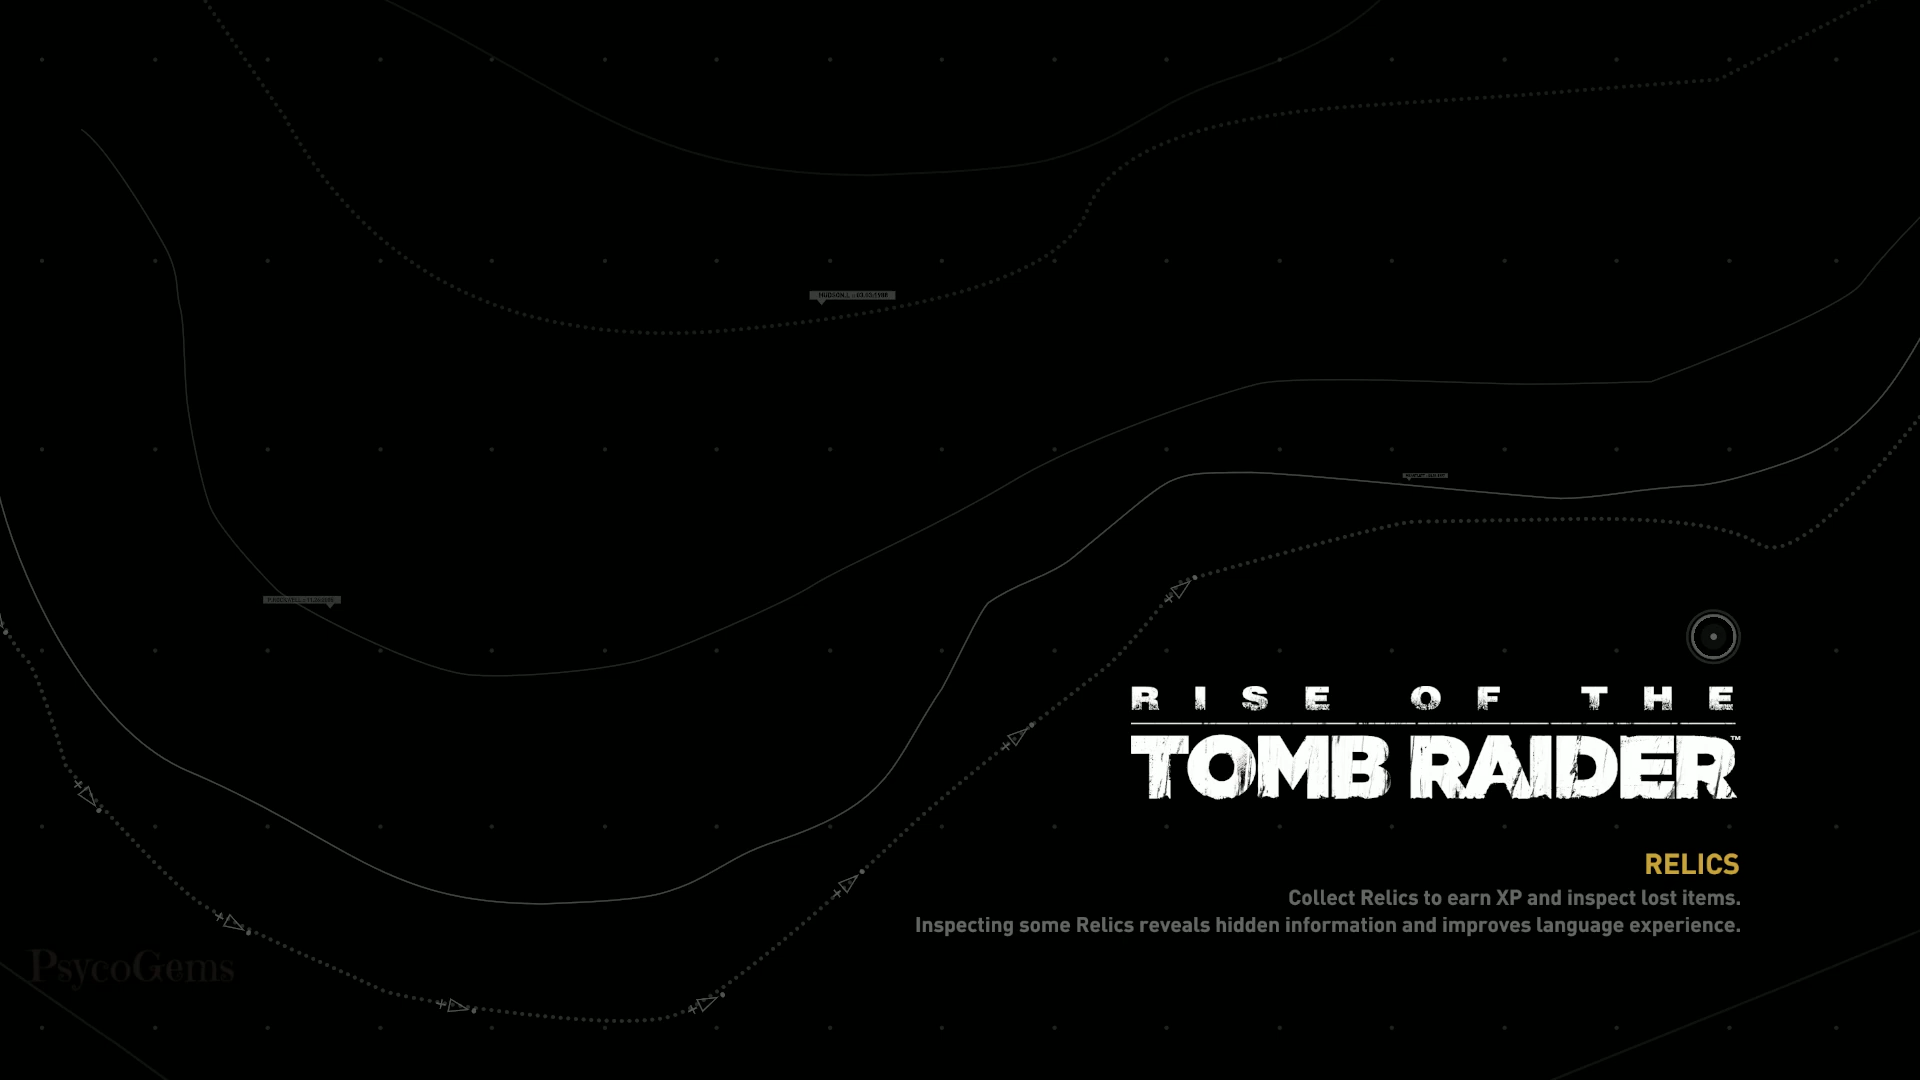 RISE OF THE
TOMB RAIDER™
RELICS
Collect Relics to earn XP and inspect lost items.
Inspecting some Relics reveals hidden information and improves language experience.
PsycoGems